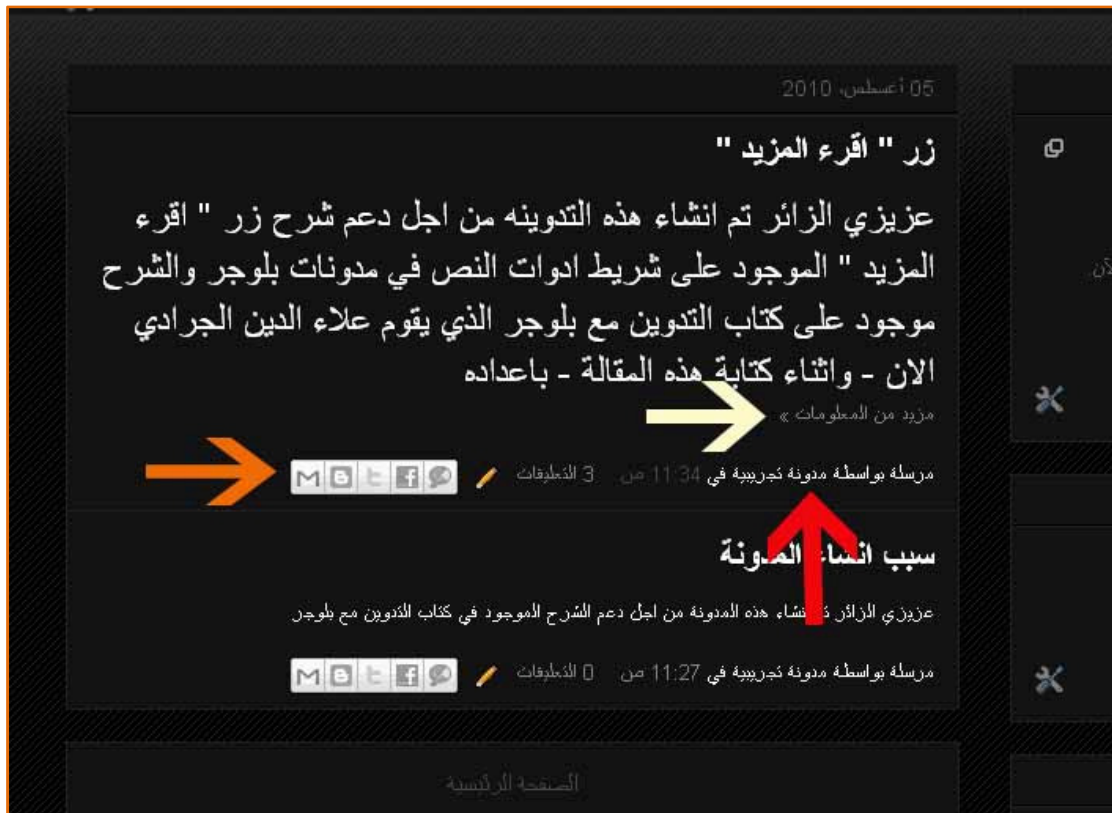 05 أغسطس، 2010
زر " اقرء المزيد "
عزيزي الزائر تم انشاء هذه التدوينه من اجل دعم شرح زر " اقرء
المزيد " الموجود على شريط ادوات النص في مدونات بلوجر والشرح
موجود على كتاب التدوين مع بلوجر الذي يقوم علاء الدين الجرادي
الان - واثناء كتابة هذه المقالة - باعداده
مزيد من المعلومات »
مرسلة بواسطة مدونة تجريبية في 11:34 ص 3 التعليقات
سبب انشاء المدونة
عزيزي الزائر تم انشاء هذه المدونة من اجل دعم الشرح الموجود في كتاب التدوين مع بلوجر
مرسلة بواسطة مدونة تجريبية في 11:27 ص 0 التعليقات
الصفحة الرئيسية